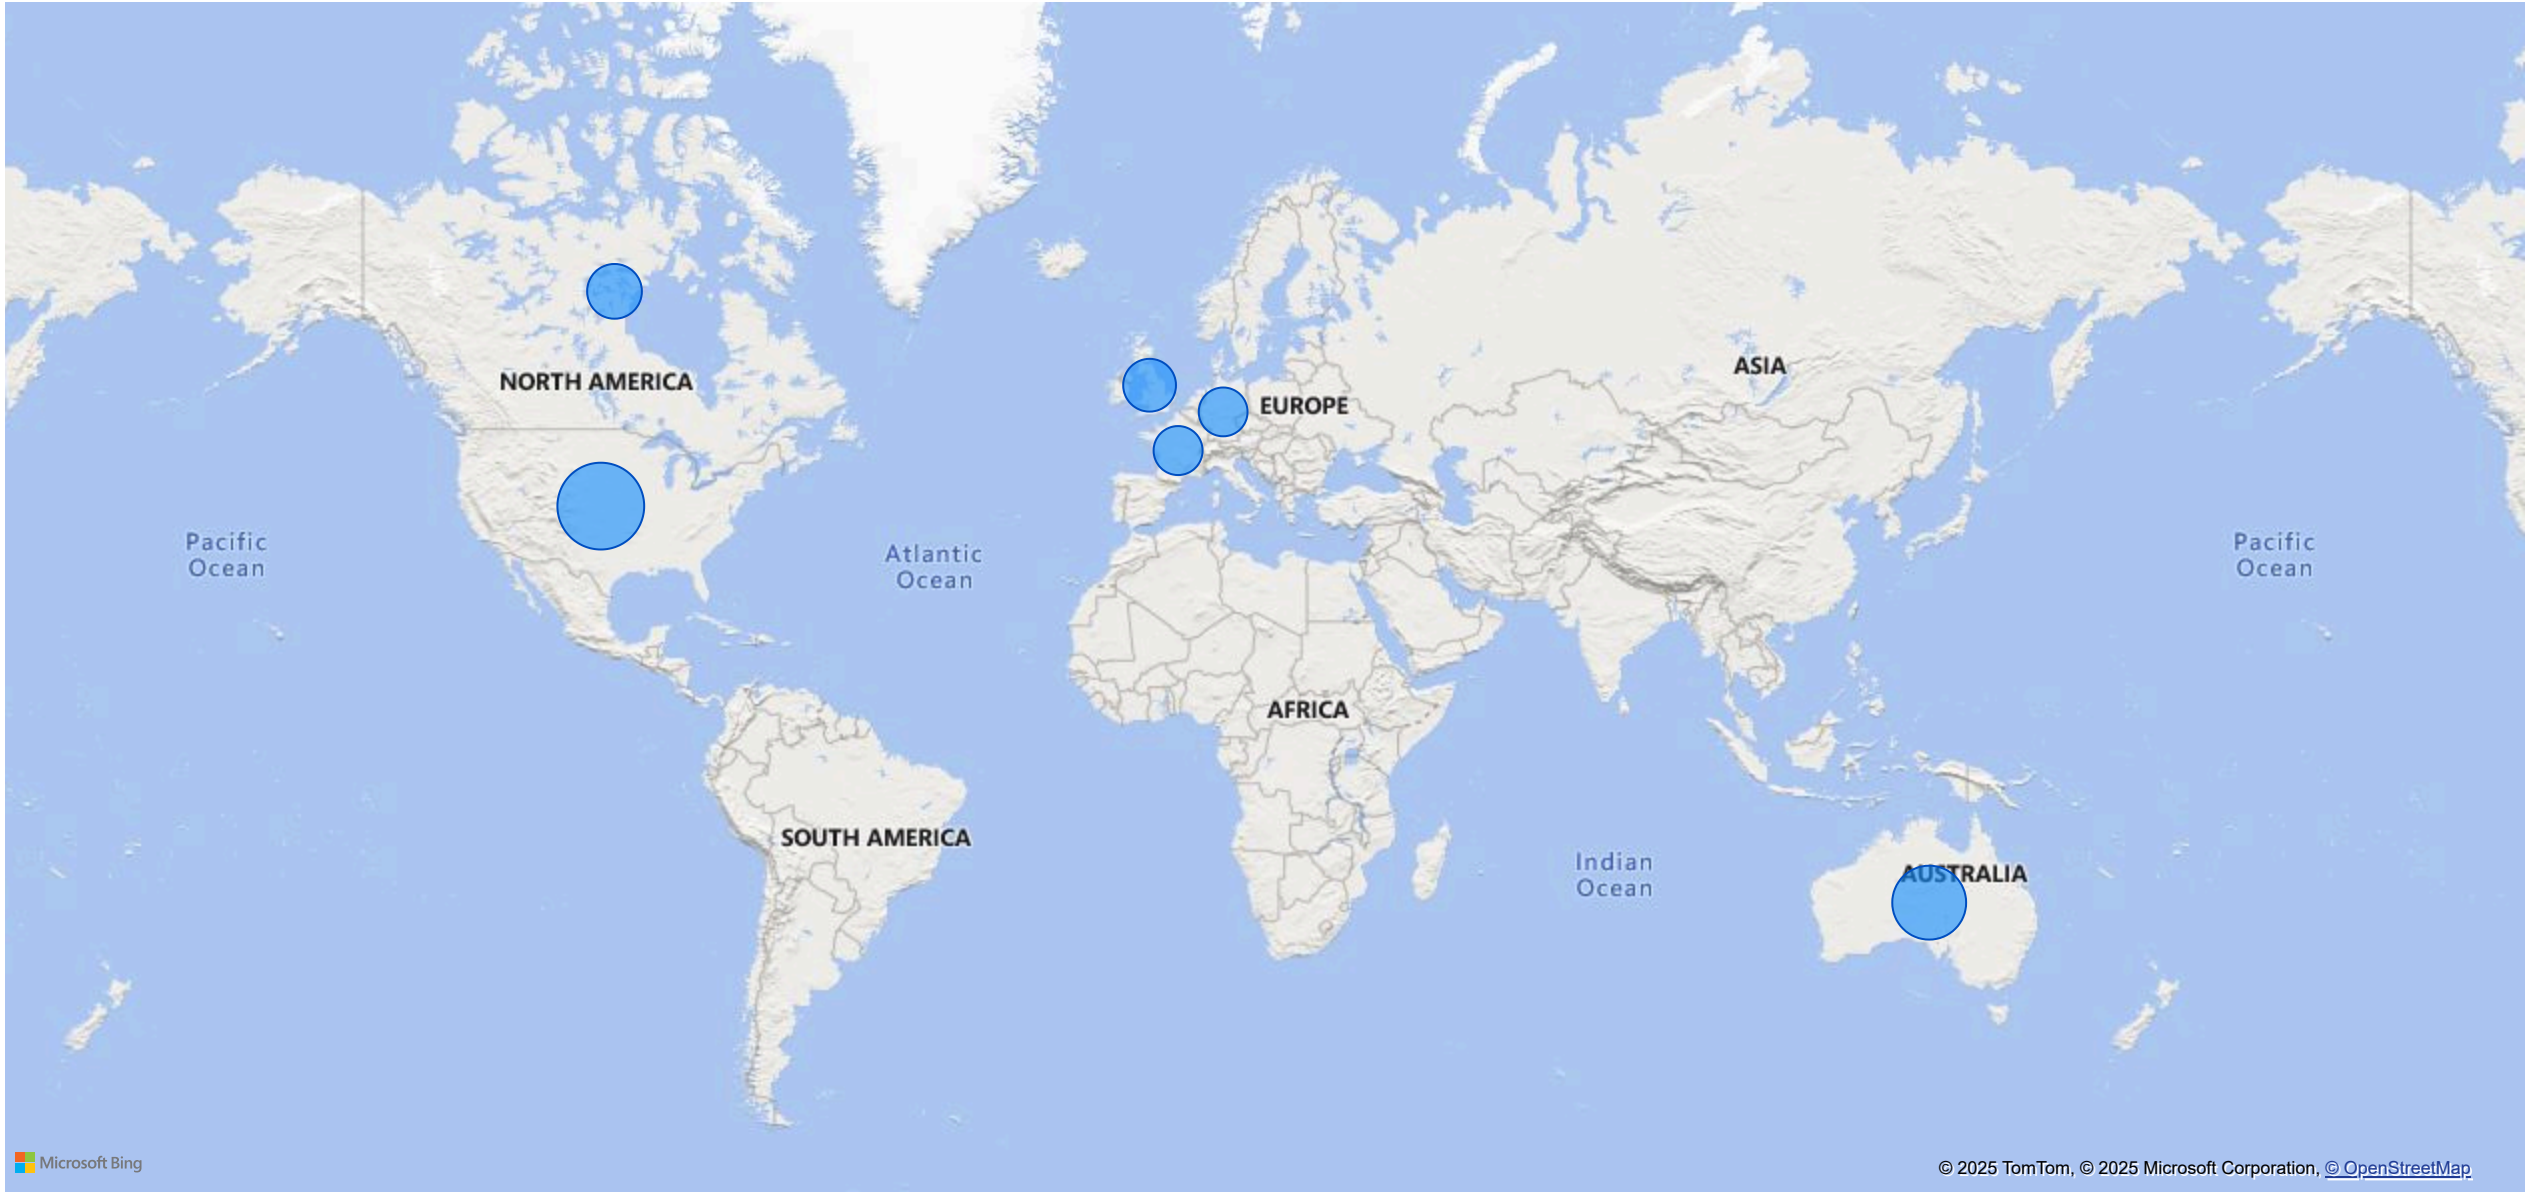 NORTH AMERICA
ASIA
EUROPE
Pacific
Ocean
Atlantic
Ocean
Pacific
Ocean
AFRICA
SOUTH AMERICA
Indian
Ocean
AUSTRALIA
Microsoft Bing
© 2025 TomTom, © 2025 Microsoft Corporation, © OpenStreetMap